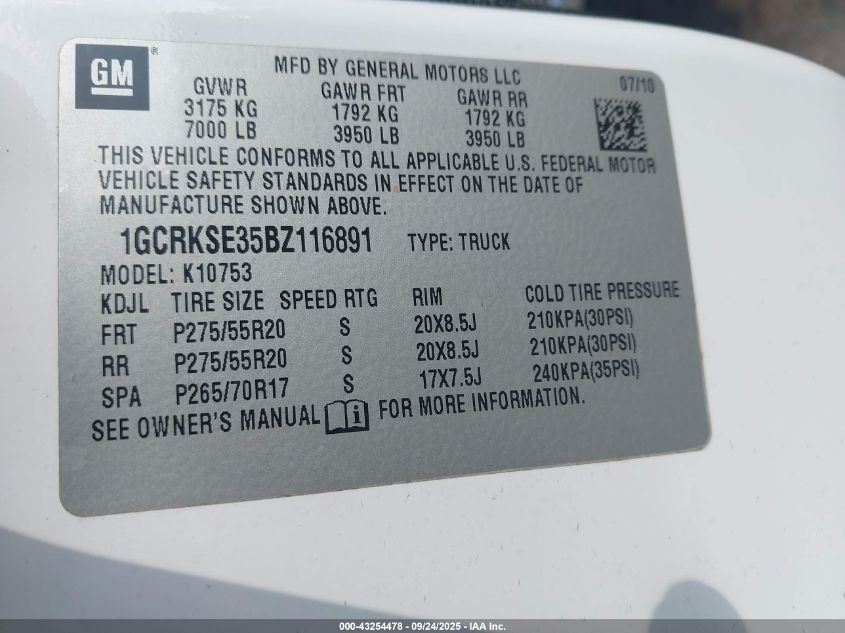 GM ®
MFD BY GENERAL MOTORS LLC 07/10
GVWR GAWR FRT GAWR RR
3175 KG 1792 KG 1792 KG
7000 LB 3950 LB 3950 LB
THIS VEHICLE CONFORMS TO ALL APPLICABLE U.S. FEDERAL MOTOR
VEHICLE SAFETY STANDARDS IN EFFECT ON THE DATE OF
MANUFACTURE SHOWN ABOVE.
1GCRKSE35BZ116891 TYPE: TRUCK
MODEL: K10753
KDJL TIRE SIZE SPEED RTG RIM COLD TIRE PRESSURE
FRT P275/55R20 S 20X8.5J 210KPA(30PSI)
RR P275/55R20 S 20X8.5J 210KPA(30PSI)
SPA P265/70R17 S 17X7.5J 240KPA(35PSI)
SEE OWNER'S MANUAL i FOR MORE INFORMATION.
000-43254478 - 09/24/2025 - IAA Inc.